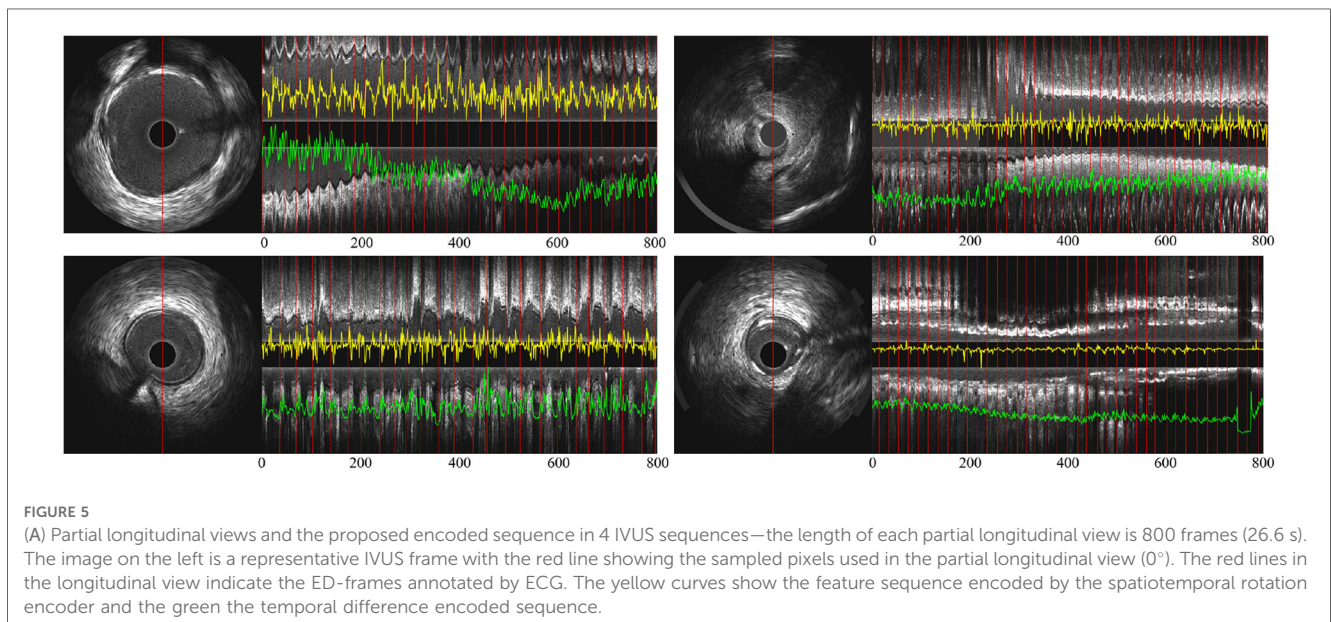 0 200 400 600 800
0 200 400 600 800
0 200 400 600 800
0 200 400 600 800
FIGURE 5
(A) Partial longitudinal views and the proposed encoded sequence in 4 IVUS sequences—the length of each partial longitudinal view is 800 frames (26.6 s).
The image on the left is a representative IVUS frame with the red line showing the sampled pixels used in the partial longitudinal view (0°). The red lines in
the longitudinal view indicate the ED-frames annotated by ECG. The yellow curves show the feature sequence encoded by the spatiotemporal rotation
encoder and the green the temporal difference encoded sequence.